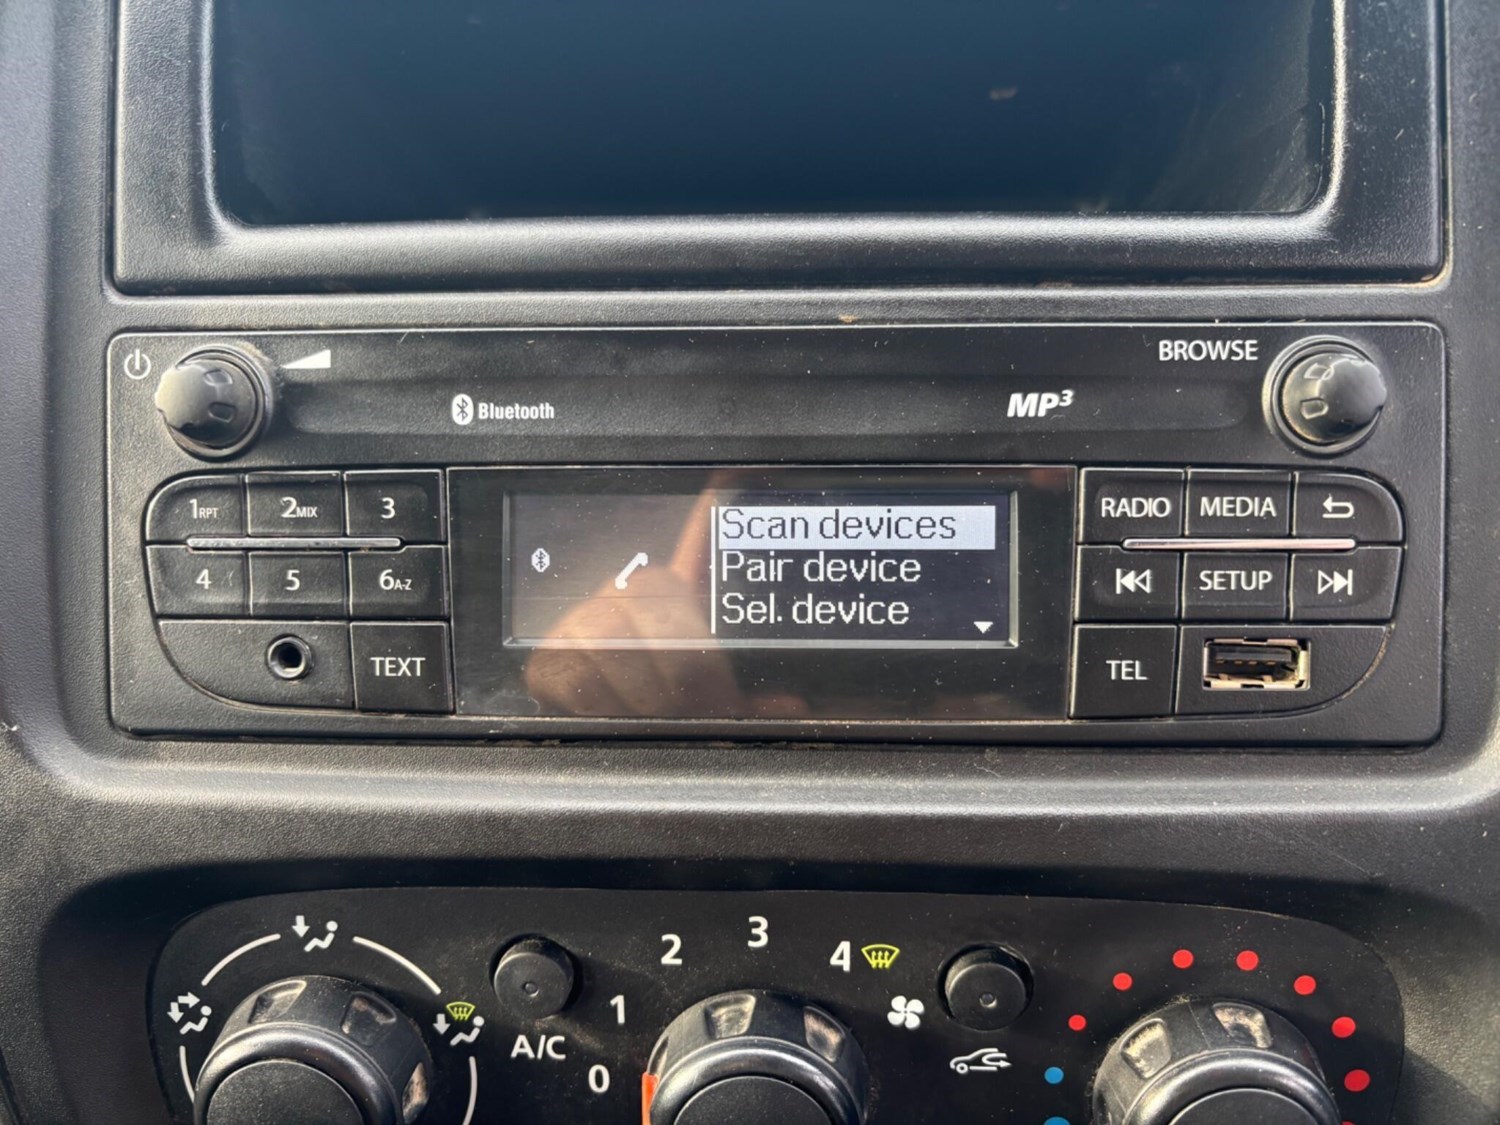 BROWSE
Bluetooth
MP3
1RPT
2MIX
3
4
5
6A-Z
TEXT
Scan devices
Pair device
Sel. device
RADIO
MEDIA
SETUP
TEL
A/C
0
1
2
3
4